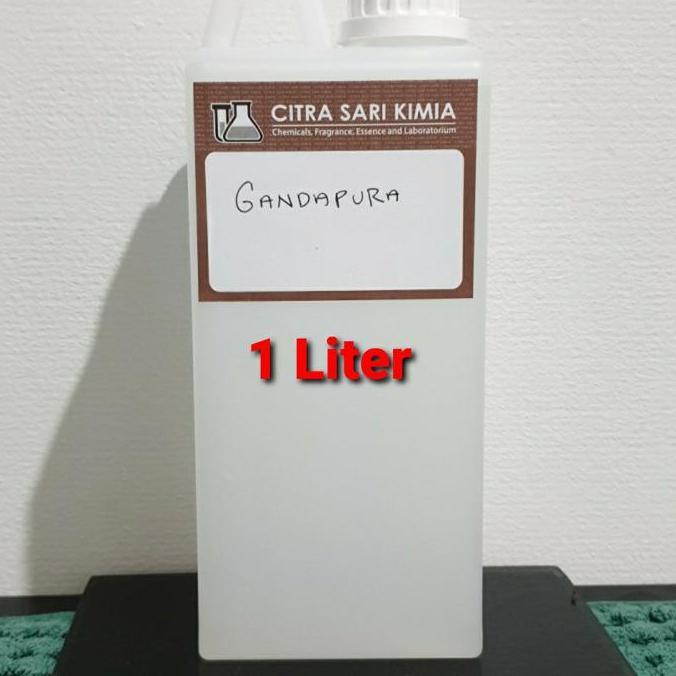 CITRA SARI KIMIA
Chemicals, Fragrance, Essence and Laboratorium
GANDAPURA
1 Liter